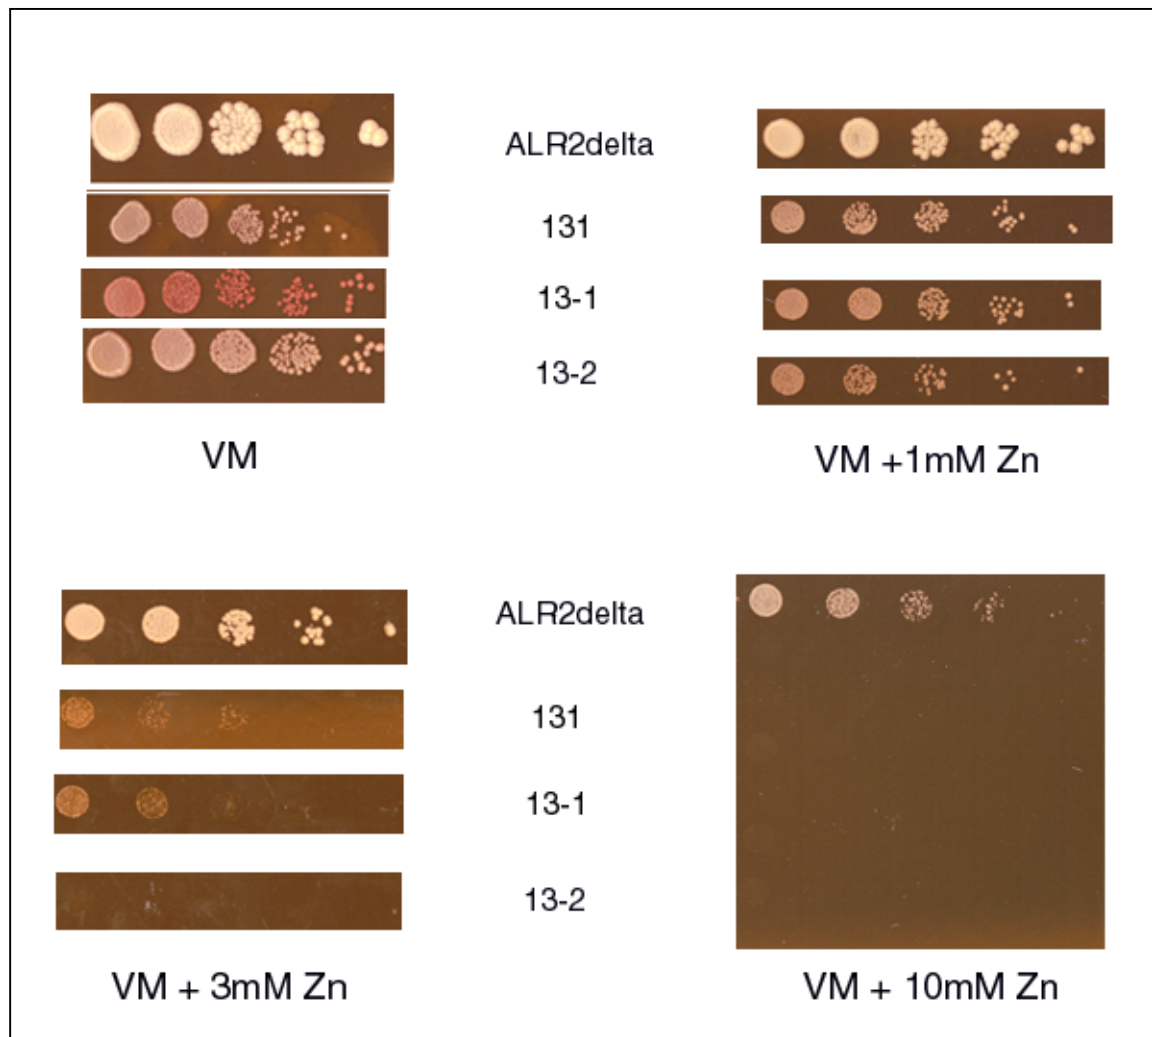 ALR2delta
131
13-1
13-2
VM
VM +1mM Zn
ALR2delta
131
13-1
13-2
VM + 3mM Zn
VM + 10mM Zn